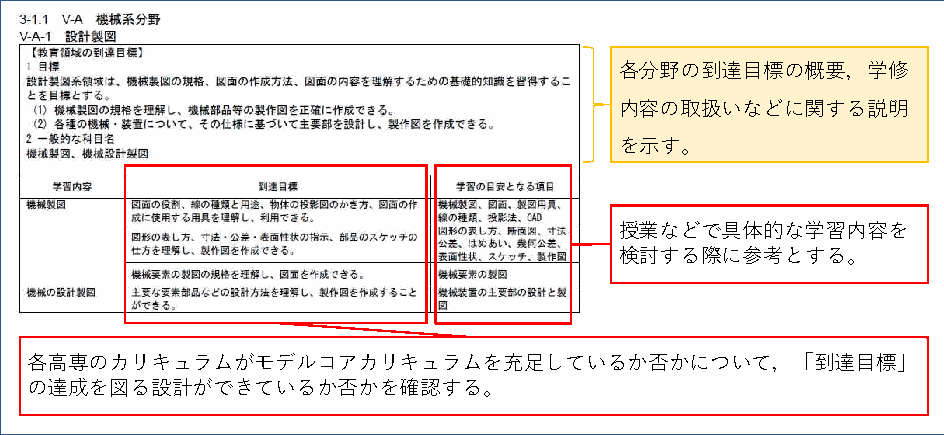 3-1.1 V-A 機械系分野
V-A-1 設計製図
【教育領域の到達目標】
1 目標
設計製図系領域は、機械製図の規格、図面の作成方法、図面の内容を理解するための基礎的知識を習得するこ
とを目標とする。
(1) 機械製図の規格を理解し、機械部品等の製作図を正確に作成できる。
(2) 各種の機械・装置について、その仕様に基づいて主要部を設計し、製作図を作成できる。
2 一般的な科目名
機械製図、機械設計製図
各分野の到達目標の概要，学修
内容の取扱いなどに関する説明
を示す。
学習内容 到達目標 学習の目安となる項目
機械製図
図面の役割、線の種類と用途、物体の投影図のかき方、図面の作
成に使用する用具を理解し、利用できる。
機械製図、図面、製図用具、
線の種類、投影法、CAD
図形の表し方、寸法・公差・表面性状の指示、部品のスケッチの
仕方を理解し、製図を作成できる。
図形の表し方、断面図、寸法
公差、はめあい、幾何公差、
表面性状、スケッチ、製作図
機械要素の製図の規格を理解し、図面を作成できる。
機械要素の製図
機械の設計製図
主要な要素部品などの設計方法を理解し、製作図を作成すること
ができる。
機械装置の主要部の設計と製
図
授業などで具体的な学習内容を
検討する際に参考とする。
各高専のカリキュラムがモデルコアカリキュラムを充足しているか否かについて，「到達目標」
の達成を図る設計ができているか否かを確認する。